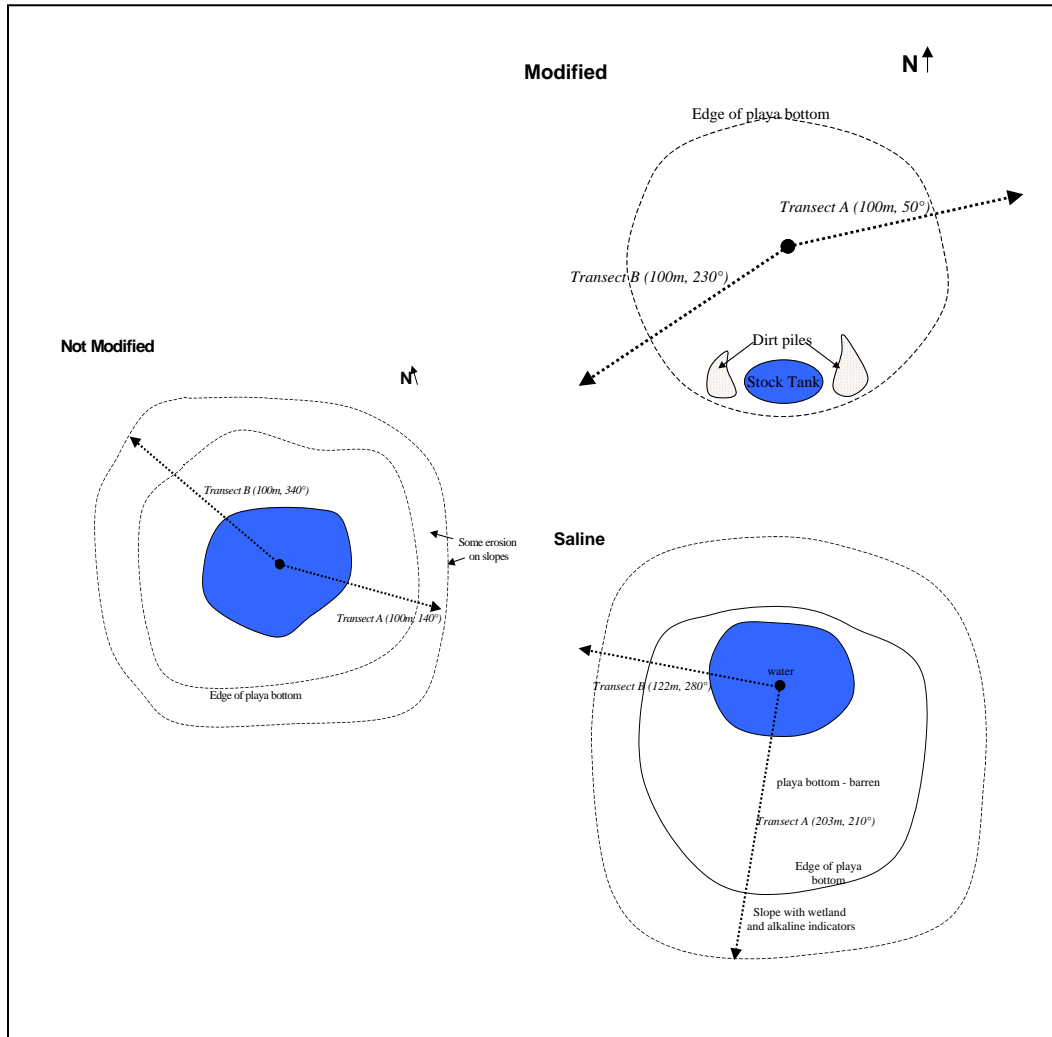 Modified
N
Edge of playa bottom
Transect A (100m, 50°)
Transect B (100m, 230°)
Dirt piles
Stock Tank
Not Modified
N
Transect B (100m, 340°)
Some erosion
on slopes
Transect A (100m, 140°)
Edge of playa bottom
Saline
water
Transect B (122m, 280°)
playa bottom - barren
Transect A (203m, 210°)
Edge of playa
bottom
Slope with wetland
and alkaline indicators